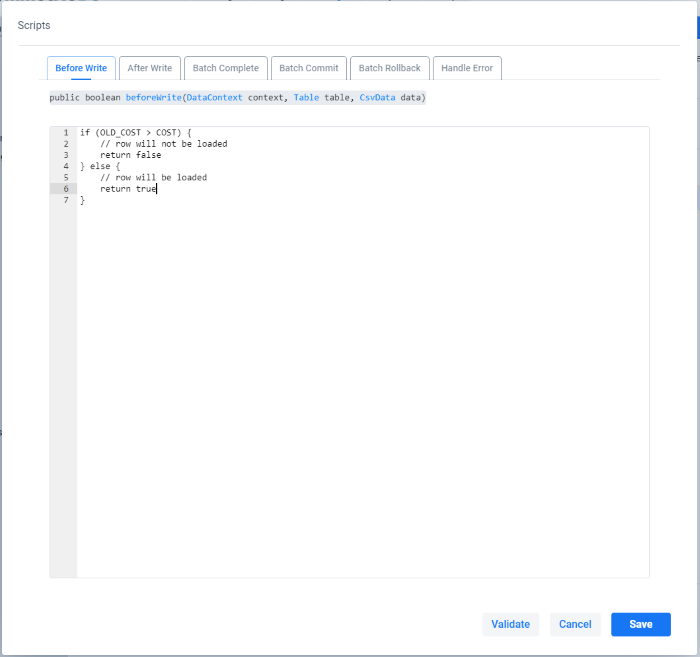 Scripts
Before Write After Write Batch Complete Batch Commit Batch Rollback Handle Error
public boolean beforeWrite(DataContext context, Table table, CsvData data)
1 if (OLD_COST > COST) {
2 // row will not be loaded
3 return false
4 } else {
5 // row will be loaded
6 return true
7 }
Validate Cancel Save